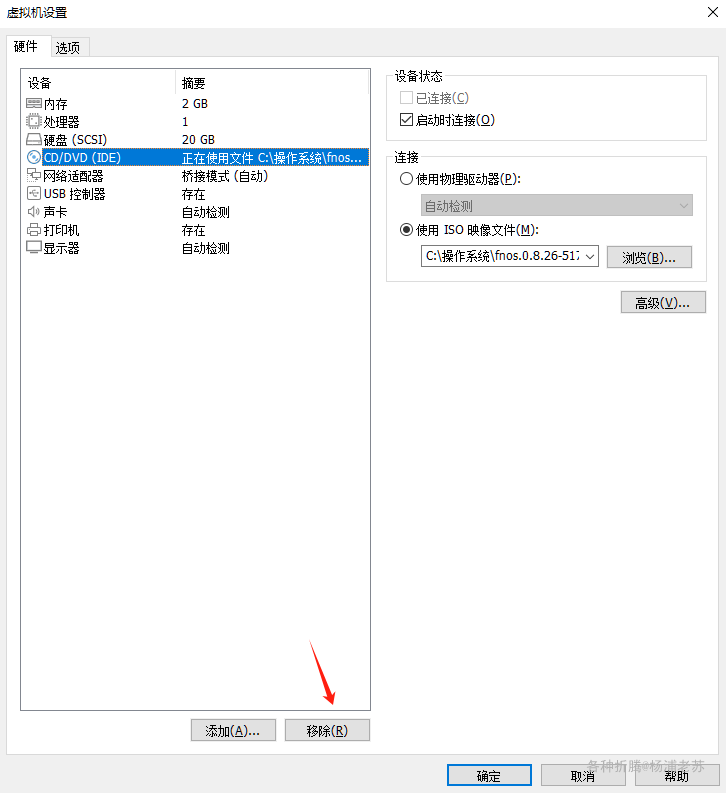 虚拟机设置
硬件 选项
设备 摘要
内存 2 GB
处理器 1
硬盘 (SCSI) 20 GB
CD/DVD (IDE) 正在使用文件 C:\操作系统\fnos...
网络适配器 桥接模式 (自动)
USB 控制器 存在
声卡 自动检测
打印机 存在
显示器 自动检测
添加(A)... 移除(R)
设备状态
已连接(C)
启动时连接(O)
连接
使用物理驱动器(P):
自动检测
使用 ISO 映像文件(M):
C:\操作系统\fnos.0.8.26-517 浏览(B)...
高级(V)...
各种折腾@杨浦老苏
确定 取消 帮助